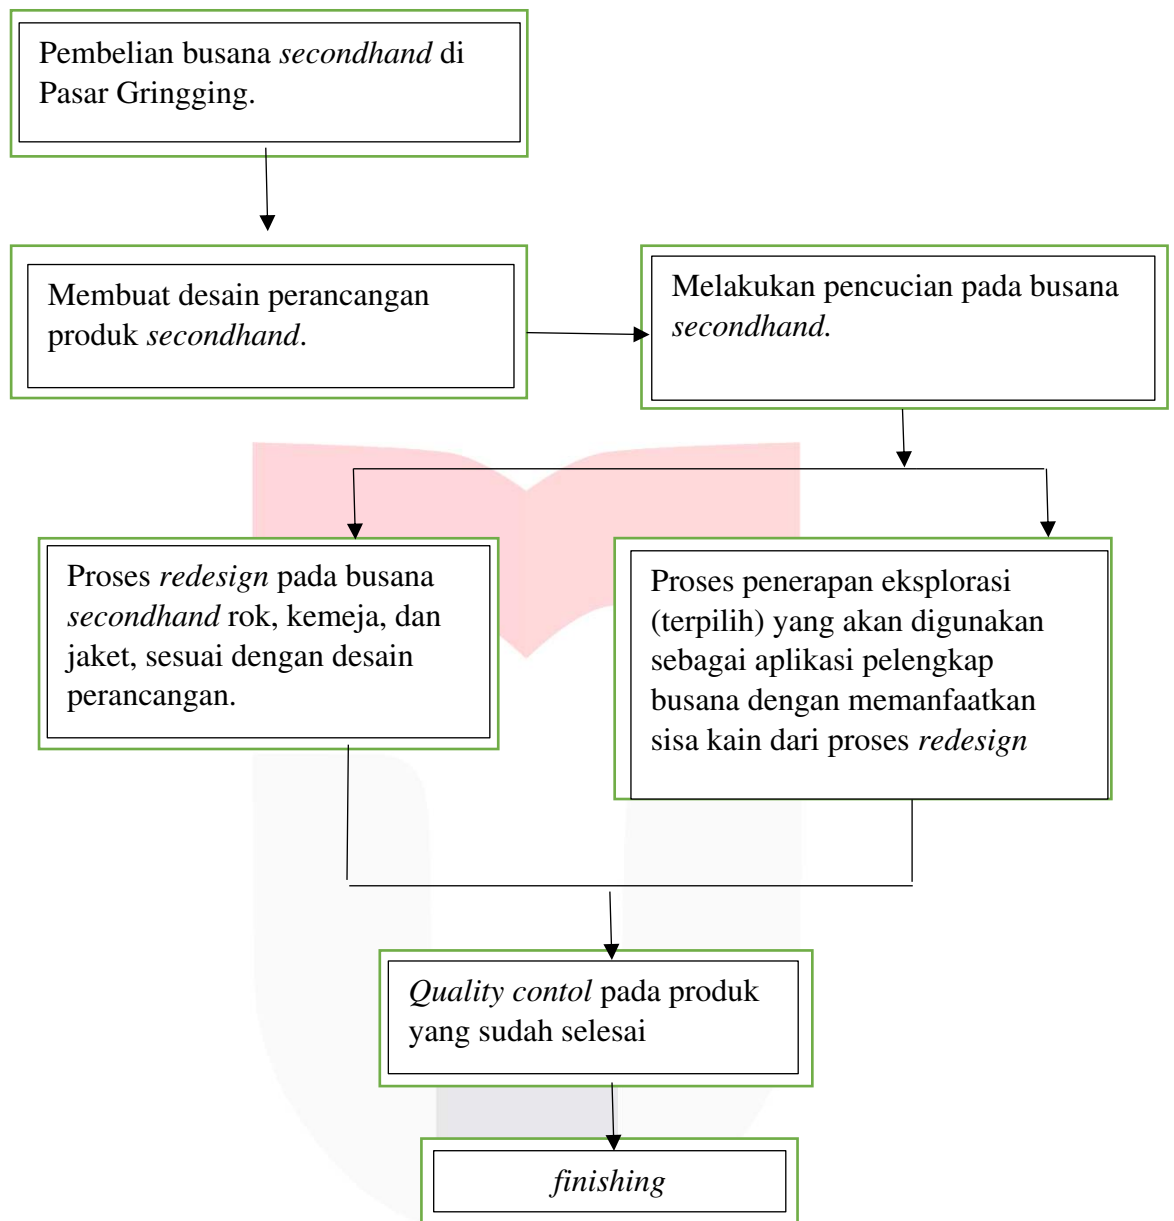 Pembelian busana secondhand di
Pasar Gringging.
Membuat desain perancangan
produk secondhand.
Melakukan pencucian pada busana
secondhand.
Proses redesign pada busana
secondhand rok, kemeja, dan
jaket, sesuai dengan desain
perancangan.
Proses penerapan eksplorasi
(terpilih) yang akan digunakan
sebagai aplikasi pelengkap
busana dengan memanfaatkan
sisa kain dari proses redesign
Quality contol pada produk
yang sudah selesai
finishing